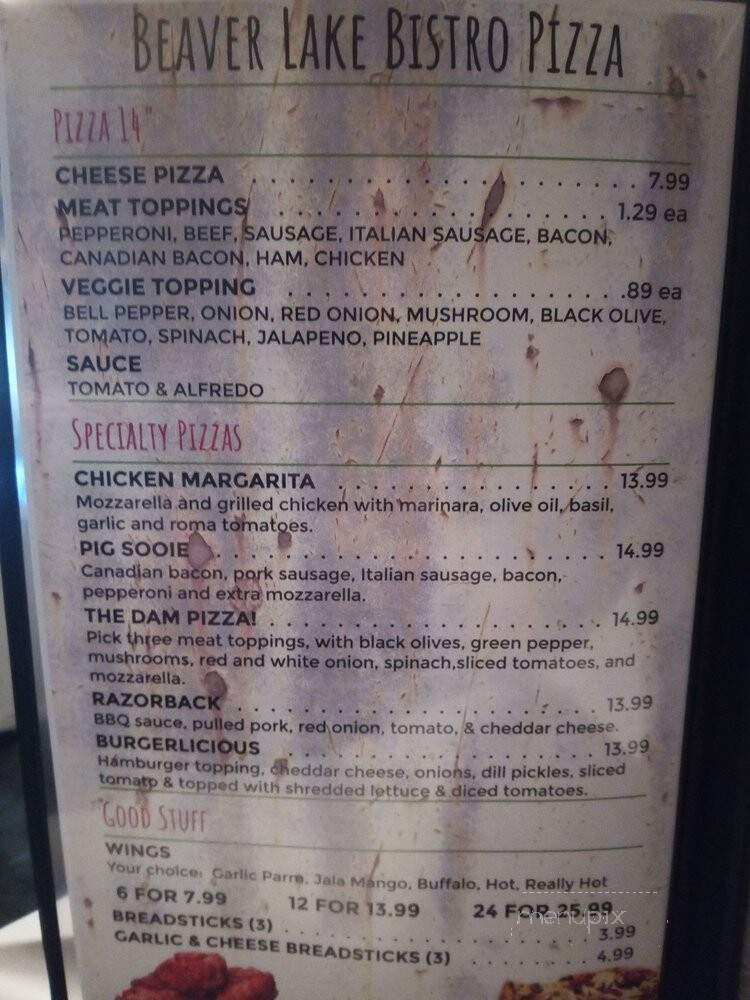 BEAVER LAKE BISTRO PIZZA
PIZZA 14"
CHEESE PIZZA . . . . . . . . . . . . . . . . . . . . 7.99
MEAT TOPPINGS . . . . . . . . . . . . . . . . . 1.29 ea
PEPPERONI, BEEF, SAUSAGE, ITALIAN SAUSAGE, BACON,
CANADIAN BACON, HAM, CHICKEN
VEGGIE TOPPING . . . . . . . . . . . . . . . . . .89 ea
BELL PEPPER, ONION, RED ONION, MUSHROOM, BLACK OLIVE,
TOMATO, SPINACH, JALAPENO, PINEAPPLE
SAUCE
TOMATO & ALFREDO
SPECIALTY PIZZAS
CHICKEN MARGARITA . . . . . . . . . . . . . . . 13.99
Mozzarella and grilled chicken with marinara, olive oil, basil,
garlic and roma tomatoes.
PIG SOOIE . . . . . . . . . . . . . . . . . . . . . 14.99
Canadian bacon, pork sausage, Italian sausage, bacon,
pepperoni and extra mozzarella.
THE DAM PIZZA! . . . . . . . . . . . . . . . . . . 14.99
Pick three meat toppings, with black olives, green pepper,
mushrooms, red and white onion, spinach,sliced tomatoes, and
mozzarella.
RAZORBACK . . . . . . . . . . . . . . . . . . . . 13.99
BBQ sauce, pulled pork, red onion, tomato, & cheddar cheese.
BURGERLICIOUS . . . . . . . . . . . . . . . . . 13.99
Hamburger topping, cheddar cheese, onions, dill pickles, sliced
tomato & topped with shredded lettuce & diced tomatoes.
GOOD STUFF
WINGS
Your choice: Garlic Parm, Jala Mango, Buffalo, Hot, Really Hot
6 FOR 7.99 12 FOR 13.99 24 FOR 25.99
menupix
BREADSTICKS (3) . . . . . . . . . . . . . . . . . 3.99
GARLIC & CHEESE BREADSTICKS (3) . . . . . . . 4.99